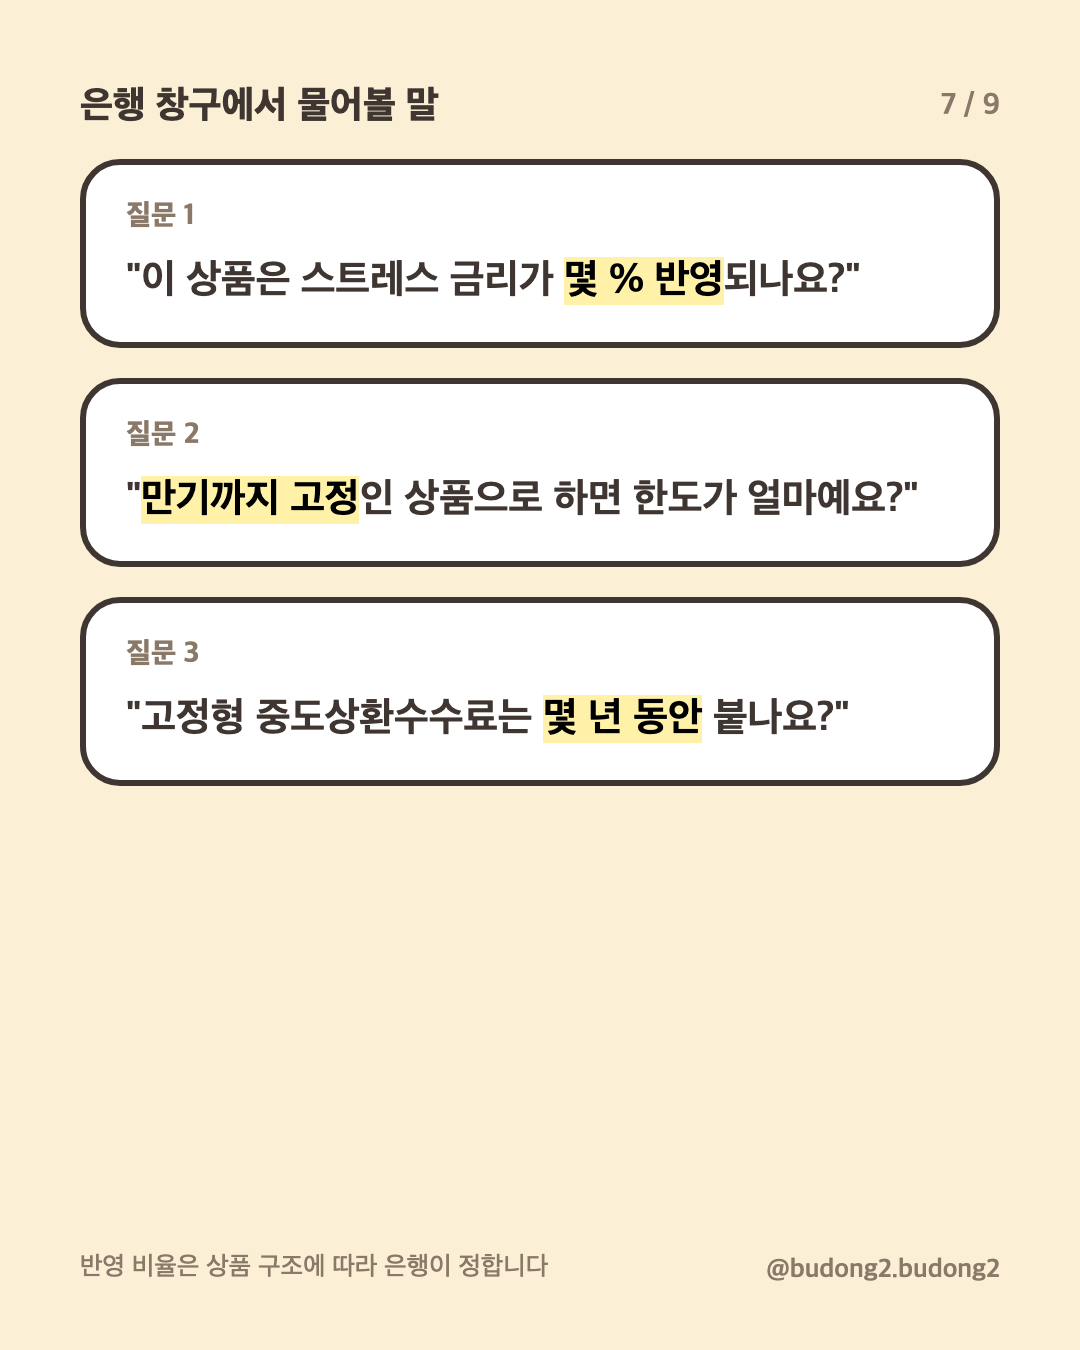 은행 창구에서 물어볼 말
7 / 9
질문 1
"이 상품은 스트레스 금리가 몇 % 반영되나요?"
질문 2
"만기까지 고정인 상품으로 하면 한도가 얼마예요?"
질문 3
"고정형 중도상환수수료는 몇 년 동안 붙나요?"
반영 비율은 상품 구조에 따라 은행이 정합니다
@budong2.budong2